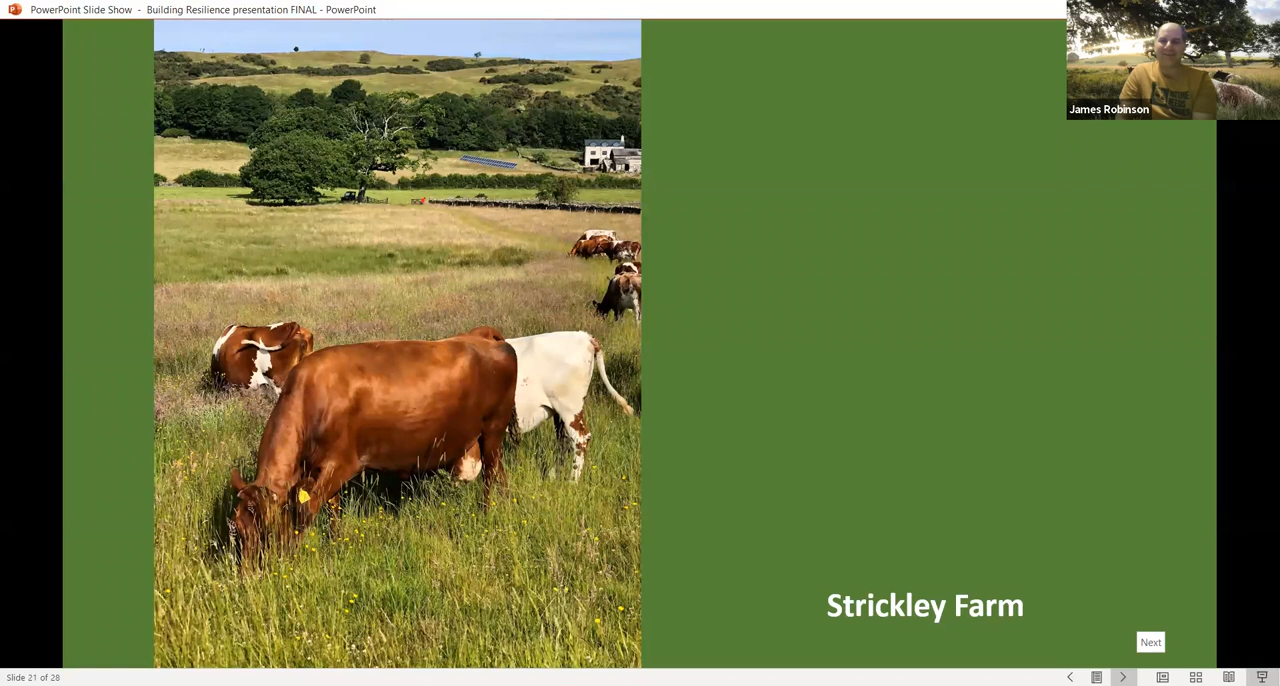 PowerPoint Slide Show - Building Resilience presentation FINAL - PowerPoint
James Robinson
Strickley Farm
Next
Slide 21 of 28